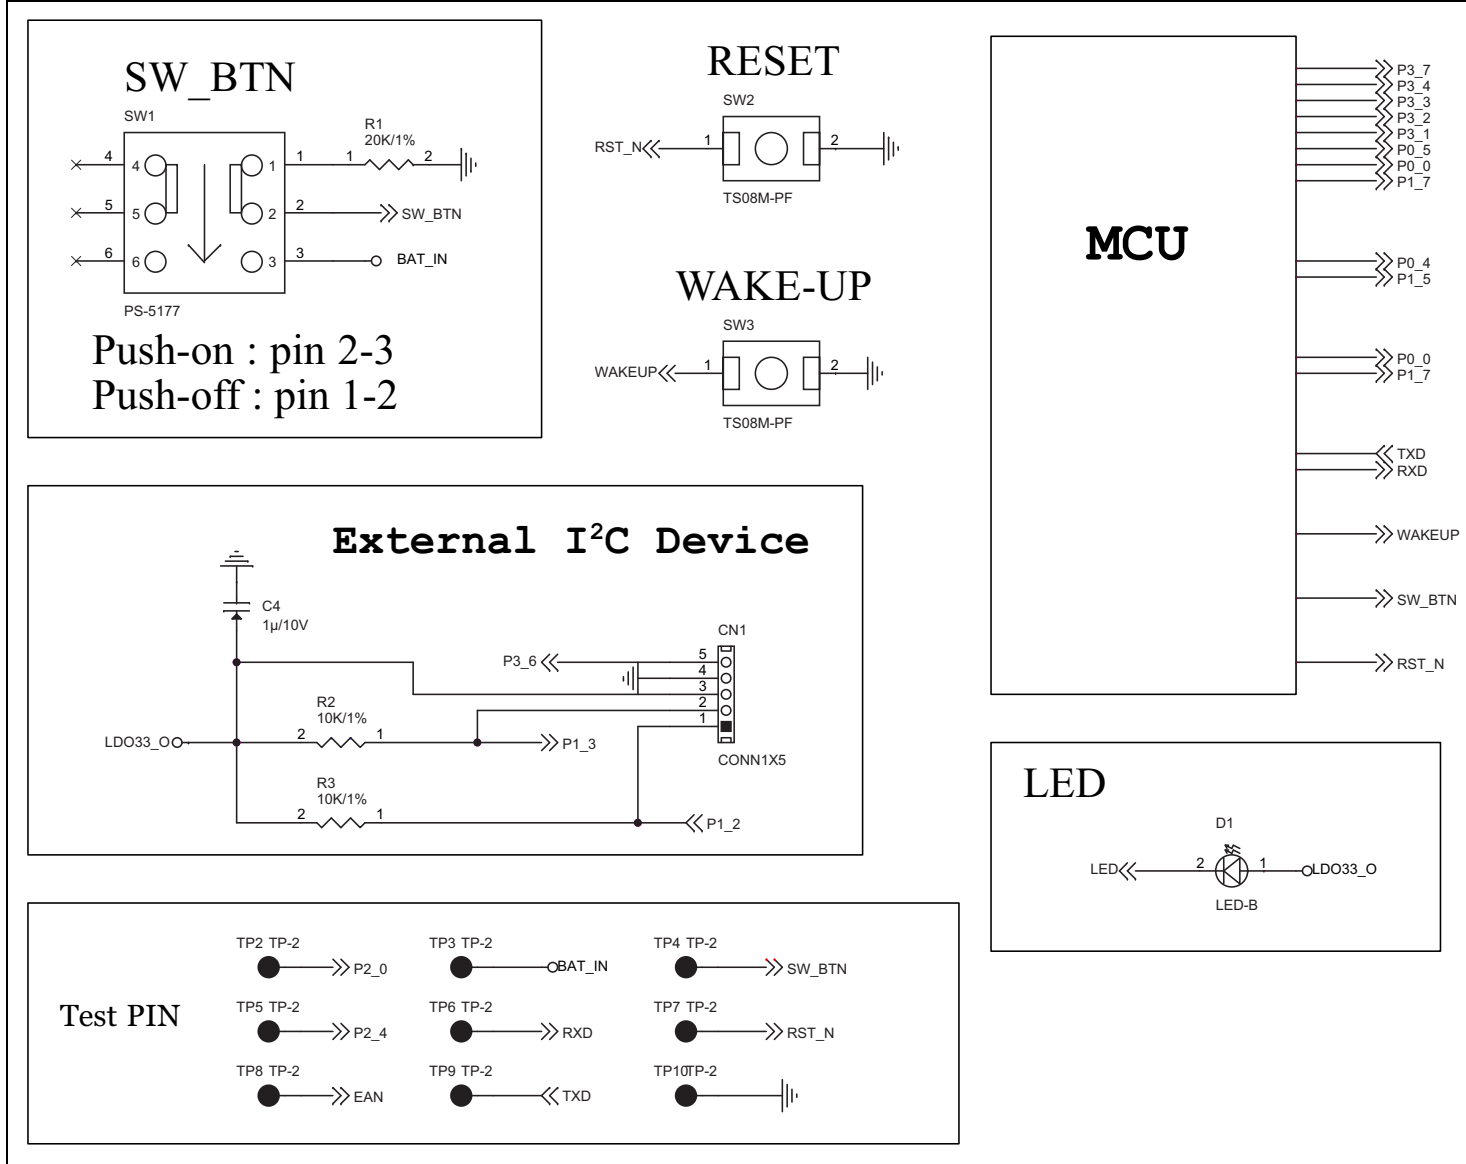 SW_BTN
SW1
R1
20K/1%
4 4 1 1 1 2
5 5 2 2 SW_BTN
6 6 3 3 BAT_IN
PS-5177
Push-on : pin 2-3
Push-off : pin 1-2
RESET
SW2
RST_N 1 2
TS08M-PF
WAKE-UP
SW3
WAKEUP 1 2
TS08M-PF
MCU
P3_7
P3_4
P3_3
P3_2
P3_1
P0_5
P0_0
P1_7
P0_4
P1_5
P0_0
P1_7
TXD
RXD
WAKEUP
SW_BTN
RST_N
External I²C Device
C4
1µ/10V
CN1
P3_6 5
4
3
2
1
R2
10K/1%
LDO33_O 2 1 P1_3
CONN1X5
R3
10K/1%
2 1 P1_2
LED
D1
LED 2 1 LDO33_O
LED-B
Test PIN
TP2 TP-2 TP3 TP-2 TP4 TP-2
P2_0 BAT_IN SW_BTN
TP5 TP-2 TP6 TP-2 TP7 TP-2
P2_4 RXD RST_N
TP8 TP-2 TP9 TP-2 TP10TP-2
EAN TXD